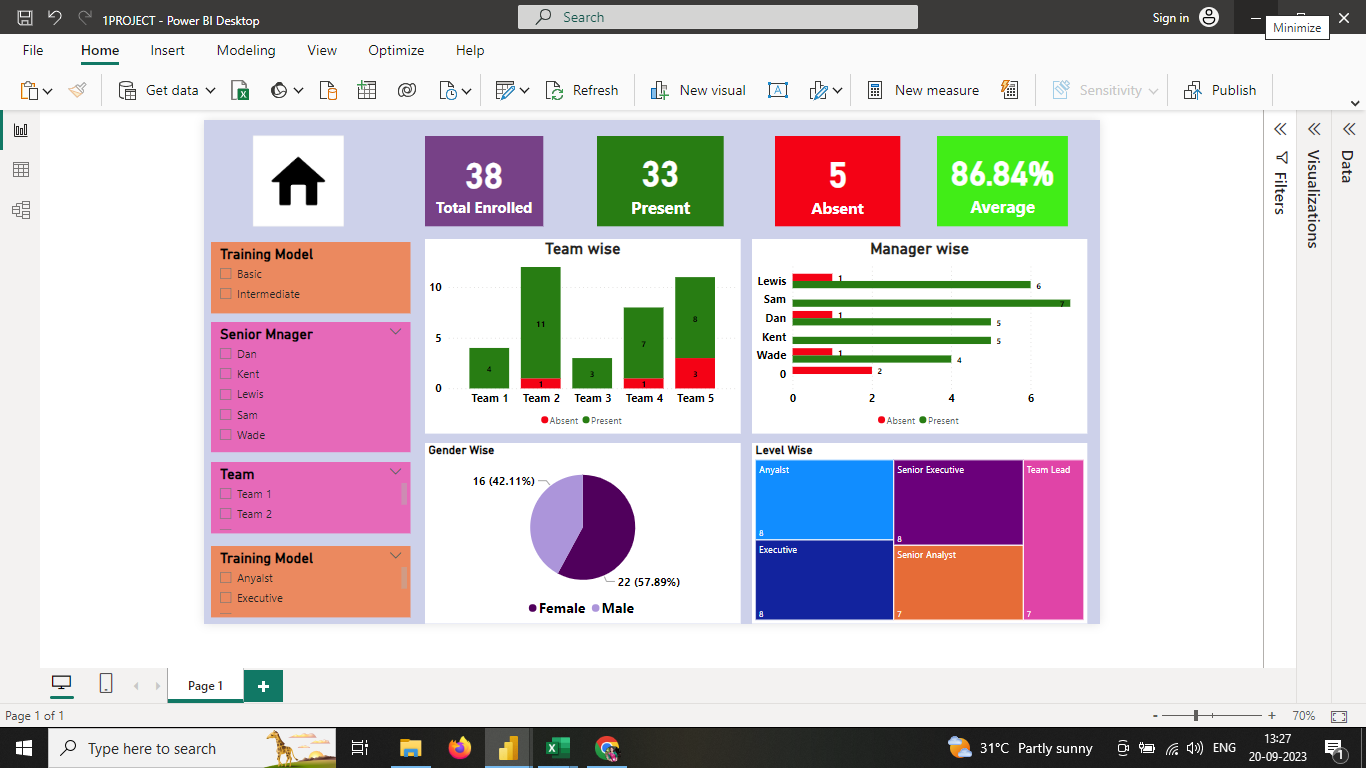 1PROJECT - Power BI Desktop
Search
Sign in
Minimize
File Home Insert Modeling View Optimize Help
Get data
Refresh
New visual
New measure
Sensitivity
Publish
38
Total Enrolled
33
Present
5
Absent
86.84%
Average
Filters
Visualizations
Data
Training Model
Basic
Intermediate
Senior Mnager
Dan
Kent
Lewis
Sam
Wade
Team
Team 1
Team 2
Training Model
Anyalst
Executive
Team wise
10
5
0
4
11
1
3
7
1
8
3
Team 1 Team 2 Team 3 Team 4 Team 5
Absent Present
Manager wise
Lewis 1
6
Sam 7
Dan 1
5
Kent 5
Wade 1
4
0 2
0 2 4 6
Absent Present
Gender Wise
16 (42.11%)
22 (57.89%)
Female Male
Level Wise
Anyalst
8
Executive
8
Senior Executive
8
Senior Analyst
7
Team Lead
7
Page 1
+
Page 1 of 1
- + 70%
Type here to search
31°C Partly sunny
ENG
13:27
20-09-2023
1